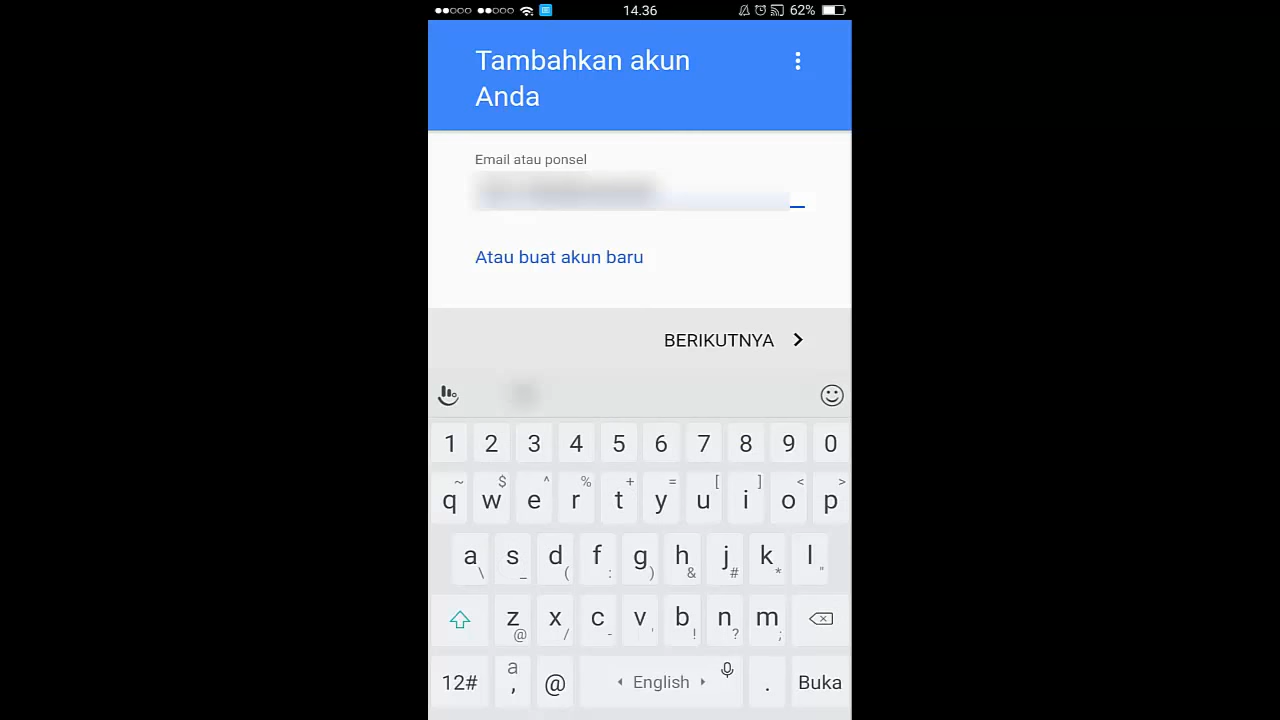 14.36
62%
Tambahkan akun
Anda
Email atau ponsel
Atau buat akun baru
BERIKUTNYA
1 2 3 4 5 6 7 8 9 0
~ $ ^ % + = [ ] < >
q w e r t y u i o p
a s d f g h j k l
\ _ ( : ) & # * "
z x c v b n m
@ / - ' ! ? ;
12# a , @ English . Buka